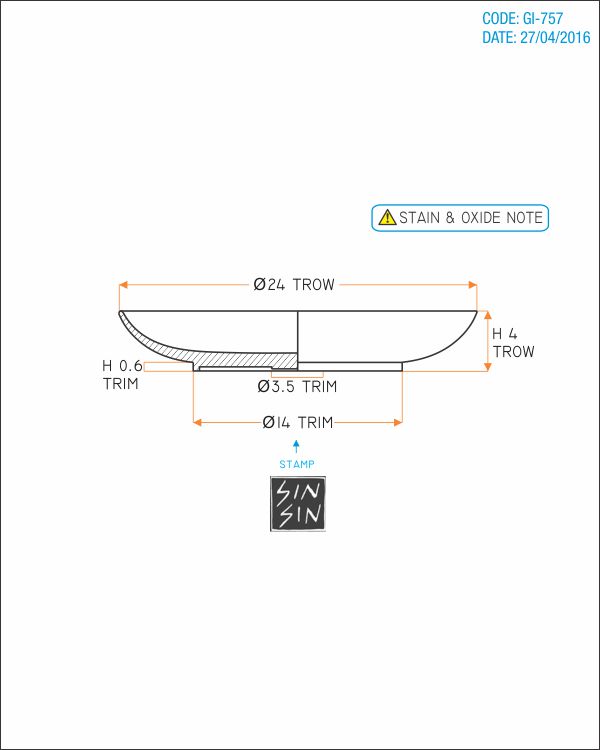 CODE: GI-757
DATE: 27/04/2016
STAIN & OXIDE NOTE
Ø24 TROW
H 4
TROW
H 0.6
TRIM
Ø3.5 TRIM
Ø14 TRIM
STAMP
SIN
SIN